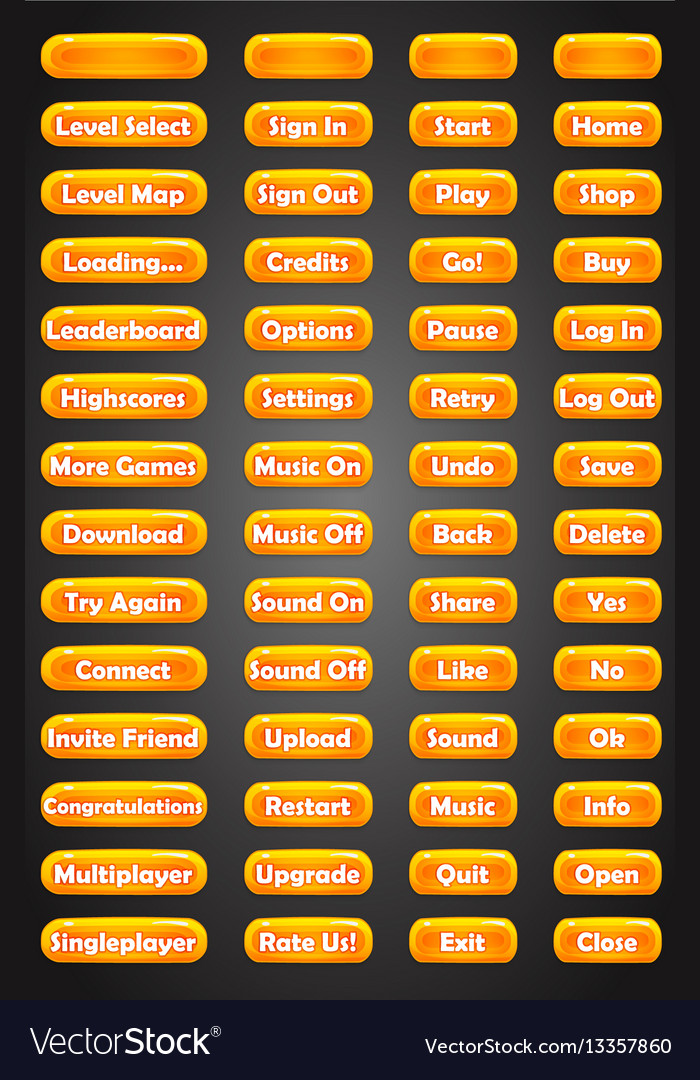 Level Select Sign In Start Home
Level Map Sign Out Play Shop
Loading... Credits Go! Buy
Leaderboard Options Pause Log In
Highscores Settings Retry Log Out
More Games Music On Undo Save
Download Music Off Back Delete
Try Again Sound On Share Yes
Connect Sound Off Like No
Invite Friend Upload Sound Ok
Congratulations Restart Music Info
Multiplayer Upgrade Quit Open
Singleplayer Rate Us! Exit Close
VectorStock® VectorStock.com/13357860